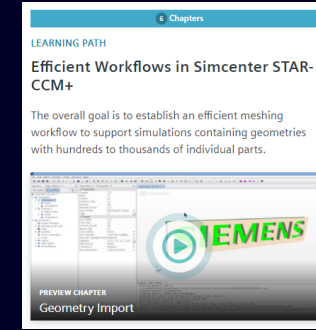 6 Chapters
LEARNING PATH
Efficient Workflows in Simcenter STAR-
CCM+
The overall goal is to establish an efficient meshing
workflow to support simulations containing geometries
with hundreds to thousands of individual parts.
SIEMENS
PREVIEW CHAPTER
Geometry Import